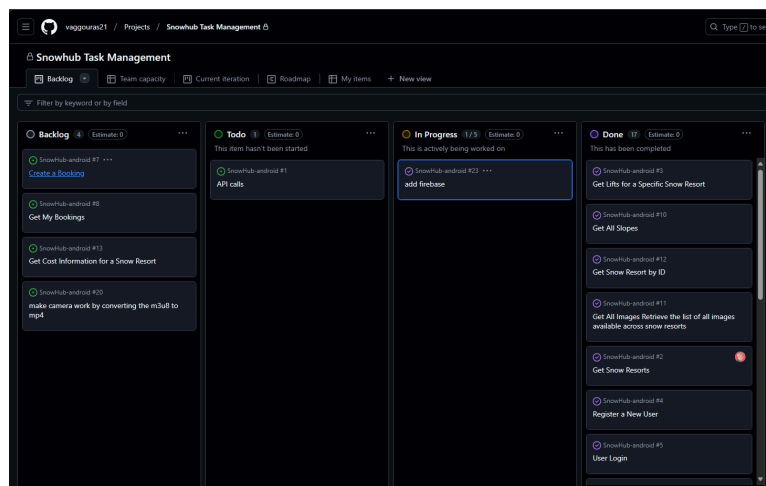 vaggouras21 / Projects / Snowhub Task Management
Type / to se
Snowhub Task Management
Backlog
Team capacity
Current iteration
Roadmap
My items
+ New view
Filter by keyword or by field
Backlog 4 Estimate: 0 ...
SnowHub-android #7 ...
Create a Booking
SnowHub-android #8
Get My Bookings
SnowHub-android #13
Get Cost Information for a Snow Resort
SnowHub-android #20
make camera work by converting the m3u8 to
mp4
Todo 1 Estimate: 0 ...
This item hasn't been started
SnowHub-android #1
API calls
In Progress 1 / 5 Estimate: 0 ...
This is actively being worked on
SnowHub-android #23 ...
add firebase
Done 17 Estimate: 0 ...
This has been completed
SnowHub-android #3
Get Lifts for a Specific Snow Resort
SnowHub-android #10
Get All Slopes
SnowHub-android #12
Get Snow Resort by ID
SnowHub-android #11
Get All Images Retrieve the list of all images
available across snow resorts
SnowHub-android #2
Get Snow Resorts
SnowHub-android #4
Register a New User
SnowHub-android #5
User Login